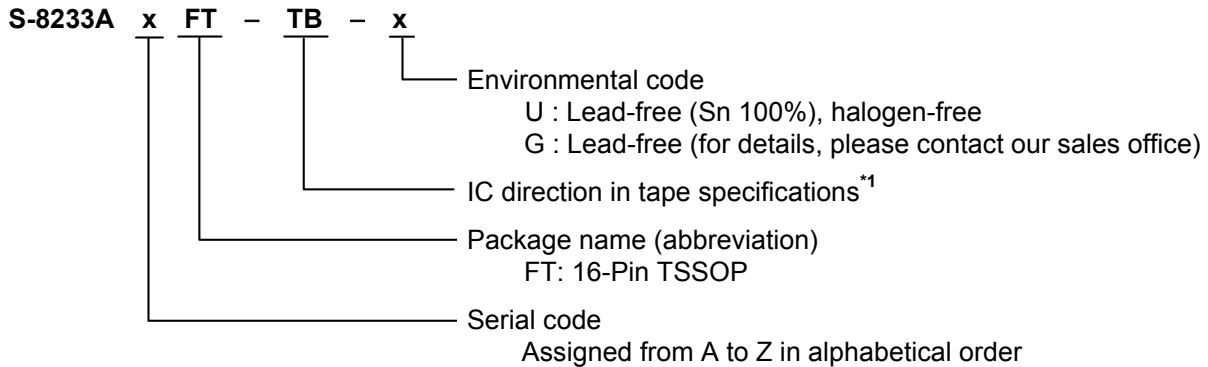 S-8233A x FT – TB – x
Environmental code
U : Lead-free (Sn 100%), halogen-free
G : Lead-free (for details, please contact our sales office)
IC direction in tape specifications*1
Package name (abbreviation)
FT: 16-Pin TSSOP
Serial code
Assigned from A to Z in alphabetical order